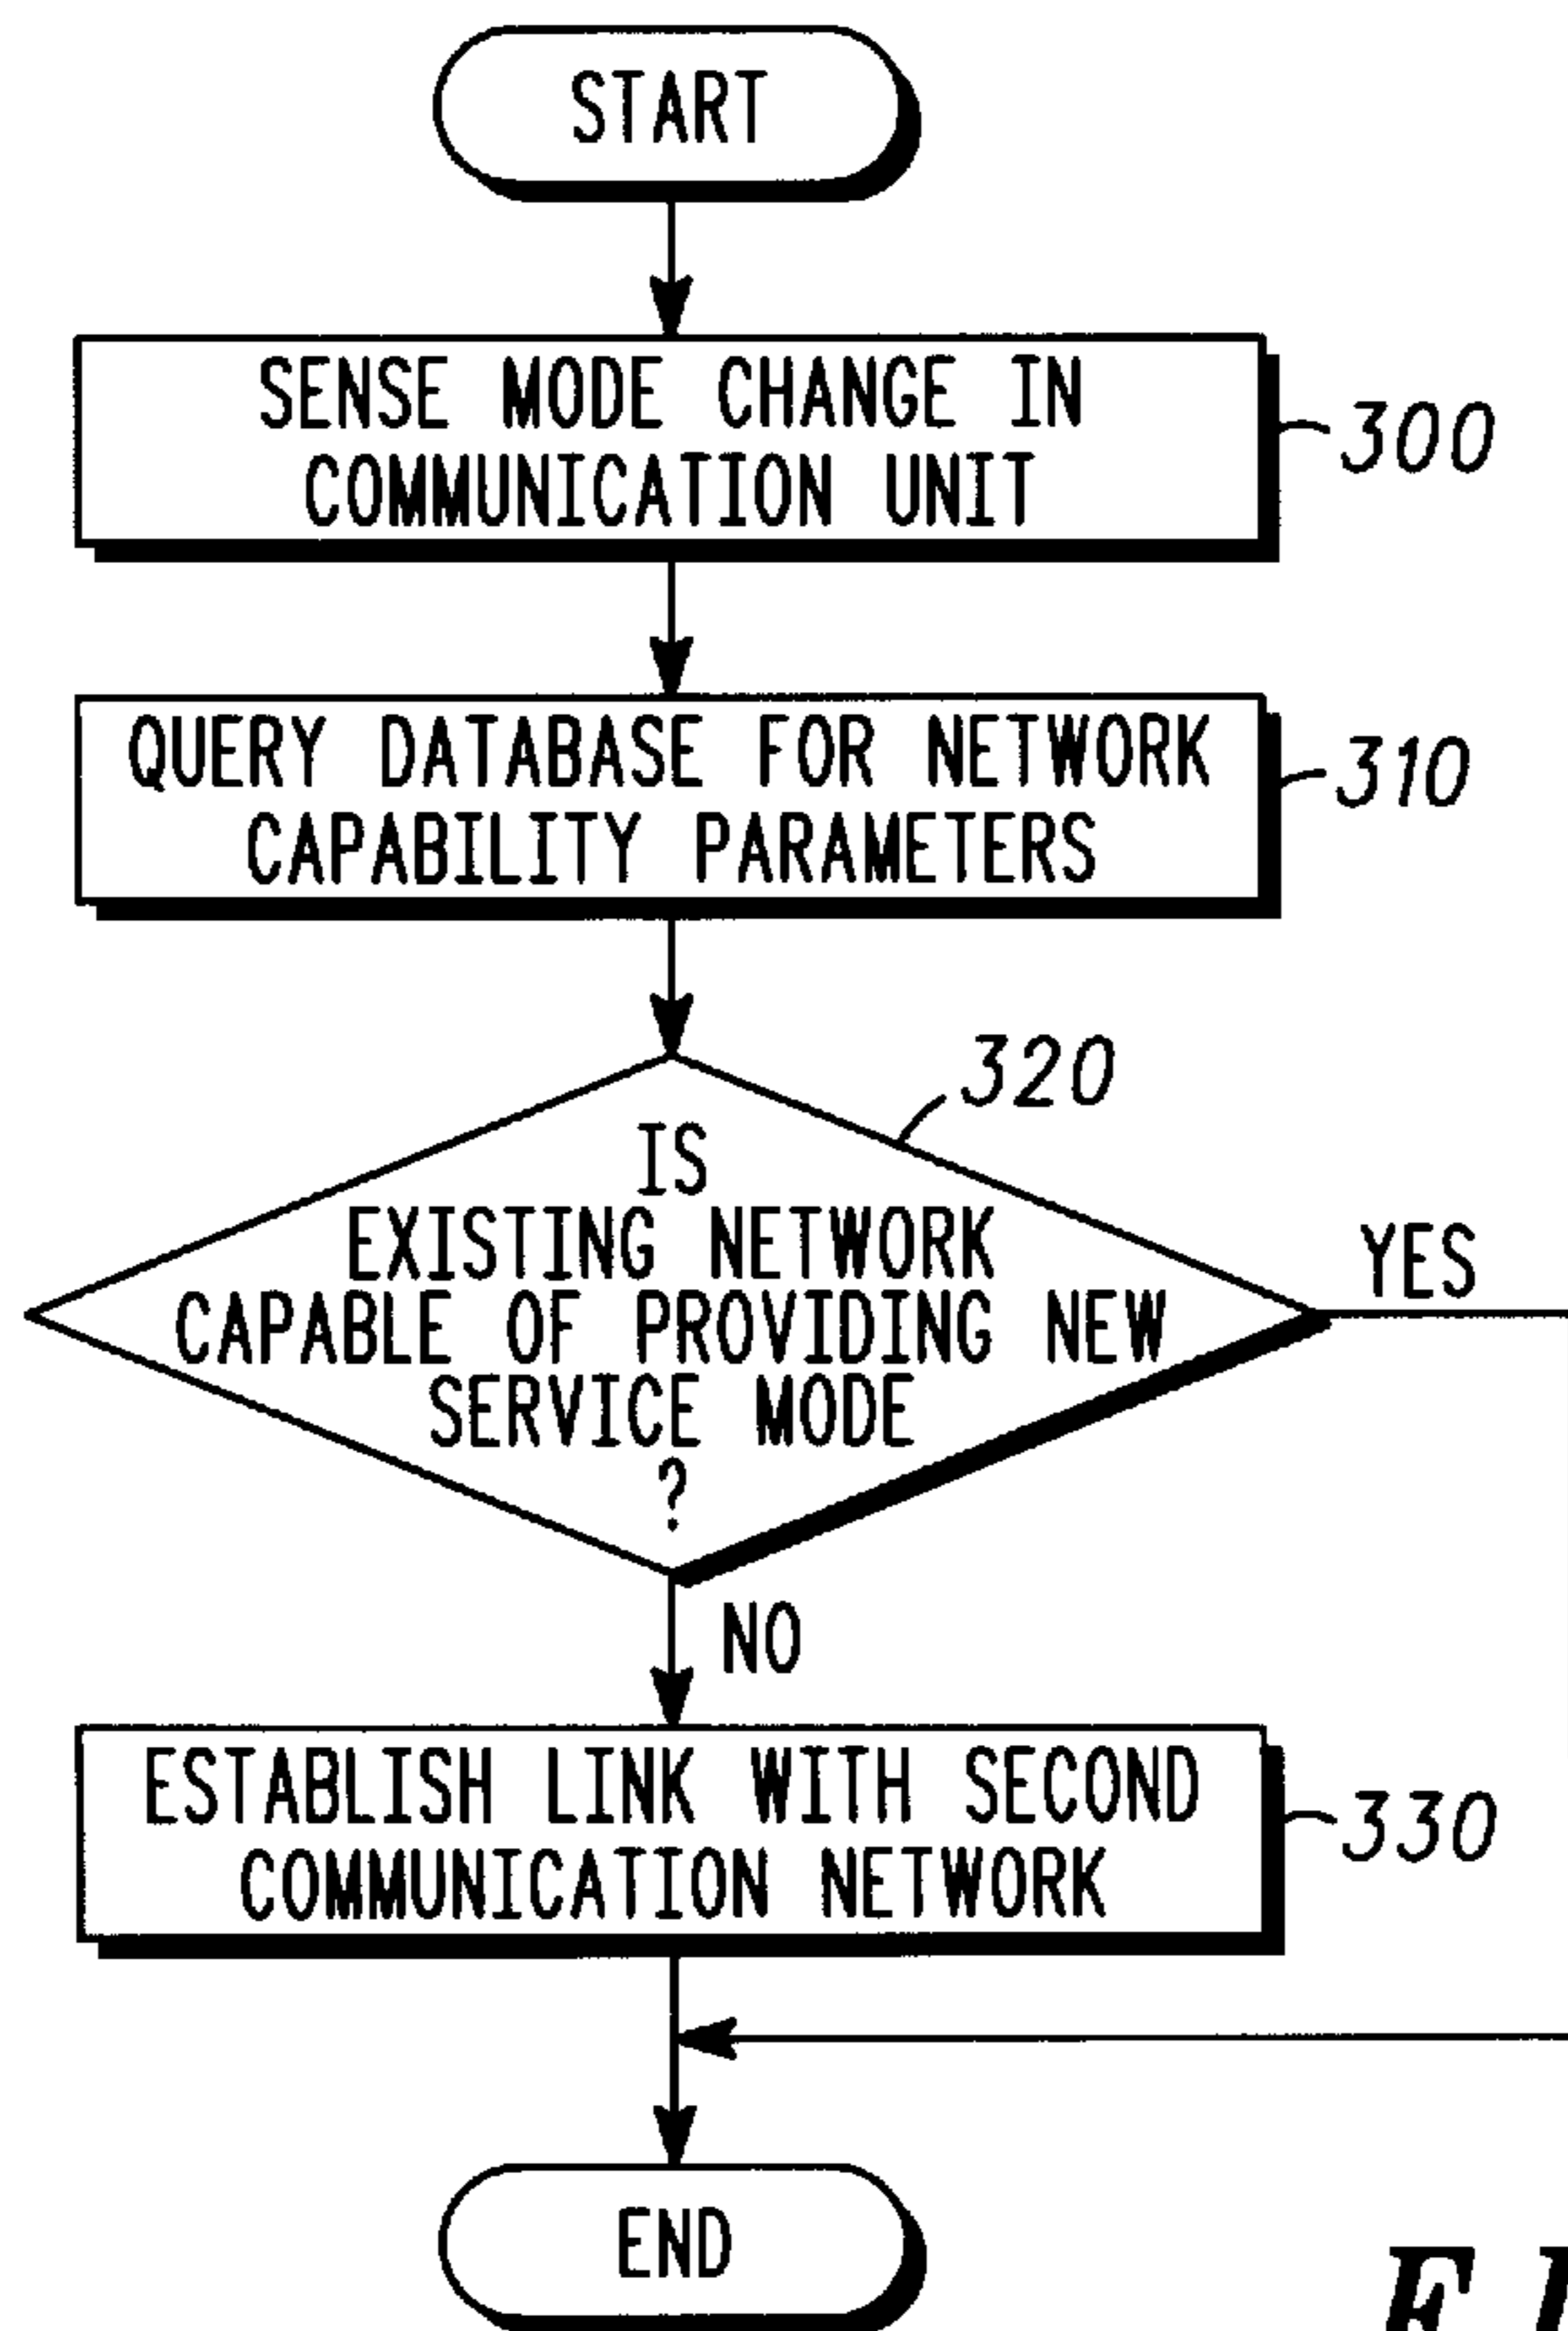 START
SENSE MODE CHANGE IN
COMMUNICATION UNIT
300
QUERY DATABASE FOR NETWORK
CAPABILITY PARAMETERS
310
320
IS
EXISTING NETWORK
CAPABLE OF PROVIDING NEW
SERVICE MODE
?
YES
NO
ESTABLISH LINK WITH SECOND
COMMUNICATION NETWORK
330
END